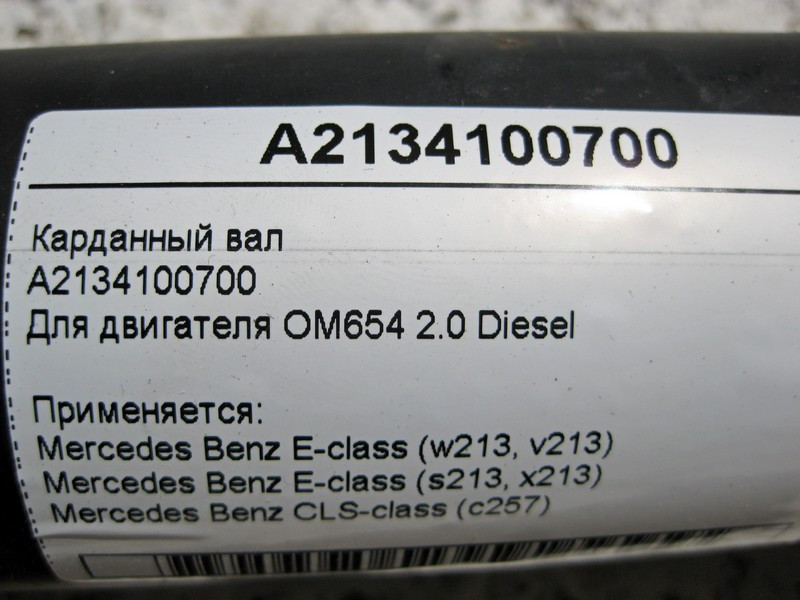 A2134100700
Карданный вал
A2134100700
Для двигателя OM654 2.0 Diesel
Применяется:
Mercedes Benz E-class (w213, v213)
Mercedes Benz E-class (s213, x213)
Mercedes Benz CLS-class (c257)